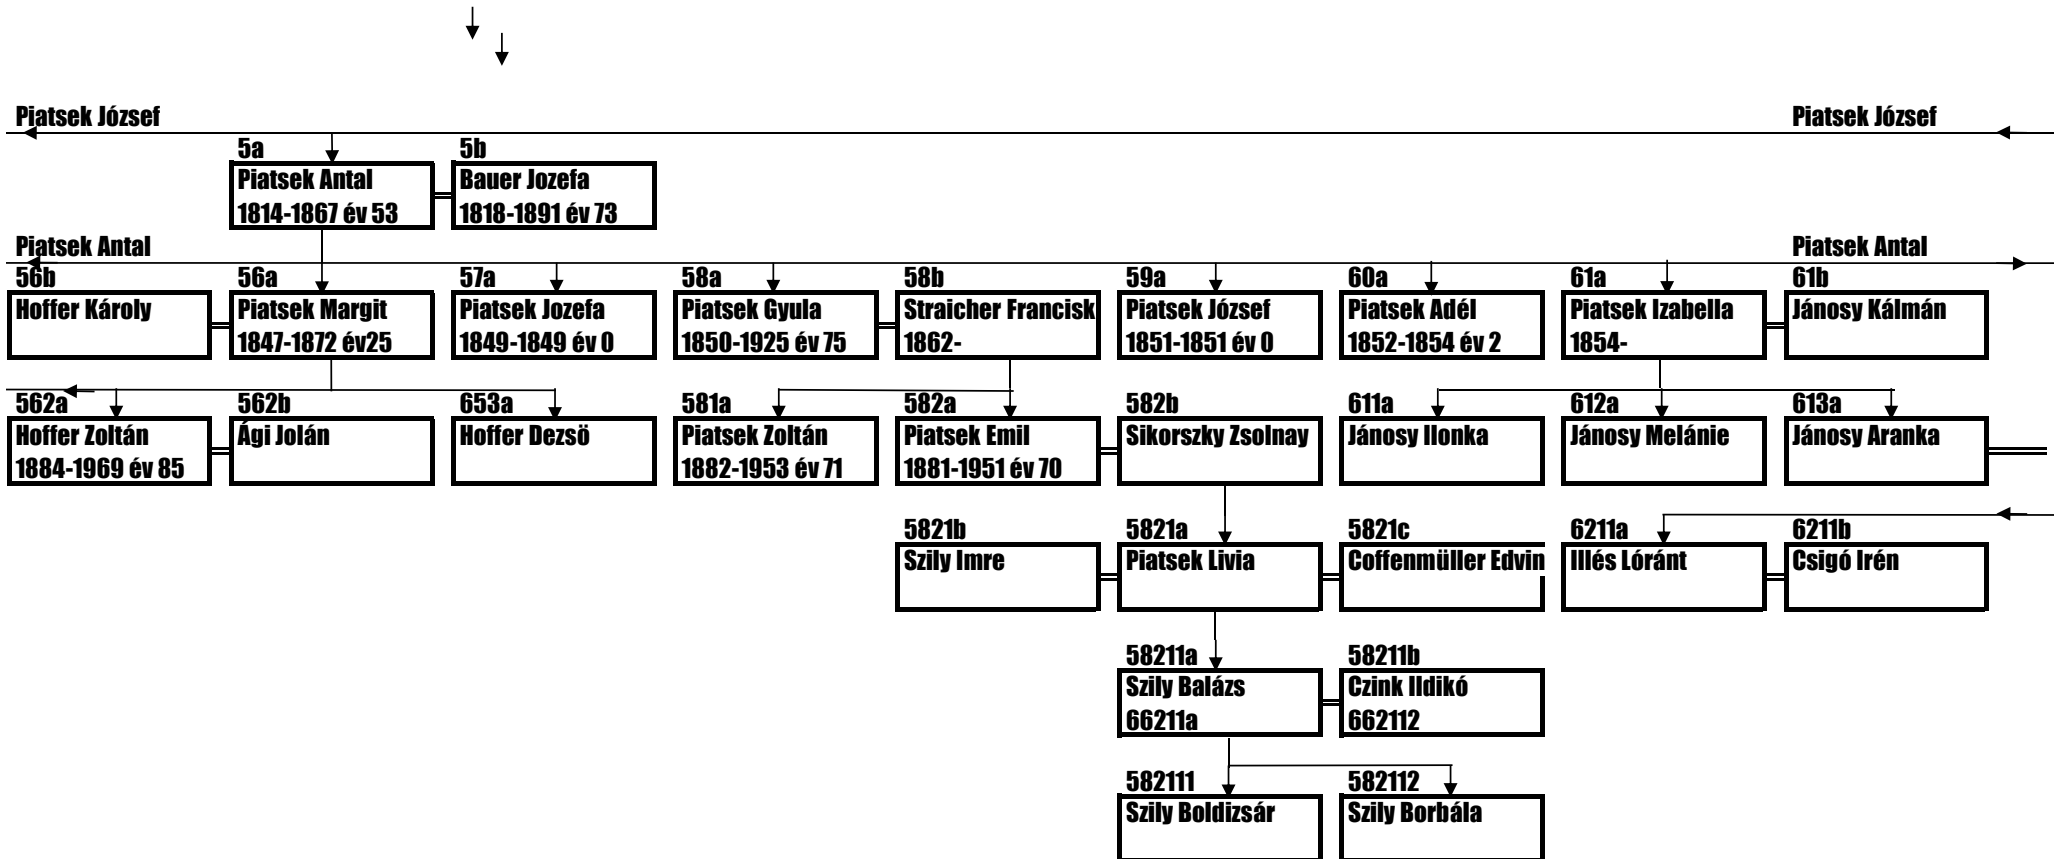 Piatsek József
Piatsek József
5a
5b
Piatsek Antal
1814-1867 év 53
Bauer Jozefa
1818-1891 év 73
Piatsek Antal
Piatsek Antal
56b
56a
57a
58a
58b
59a
60a
61a
61b
Hoffer Károly
Piatsek Margit
1847-1872 év25
Piatsek Jozefa
1849-1849 év 0
Piatsek Gyula
1850-1925 év 75
Straicher Francisk
1862-
Piatsek József
1851-1851 év 0
Piatsek Adél
1852-1854 év 2
Piatsek Izabella
1854-
Jánosy Kálmán
562a
562b
653a
581a
582a
582b
611a
612a
613a
Hoffer Zoltán
1884-1969 év 85
Ági Jolán
Hoffer Dezsö
Piatsek Zoltán
1882-1953 év 71
Piatsek Emil
1881-1951 év 70
Sikorszky Zsolnay
Jánosy Ilonka
Jánosy Melánie
Jánosy Aranka
5821b
5821a
5821c
6211a
6211b
Szily Imre
Piatsek Livia
Coffenmüller Edvin
Illés Lóránt
Csigó Irén
58211a
58211b
Szily Balázs
66211a
Czink Ildikó
662112
582111
582112
Szily Boldizsár
Szily Borbála